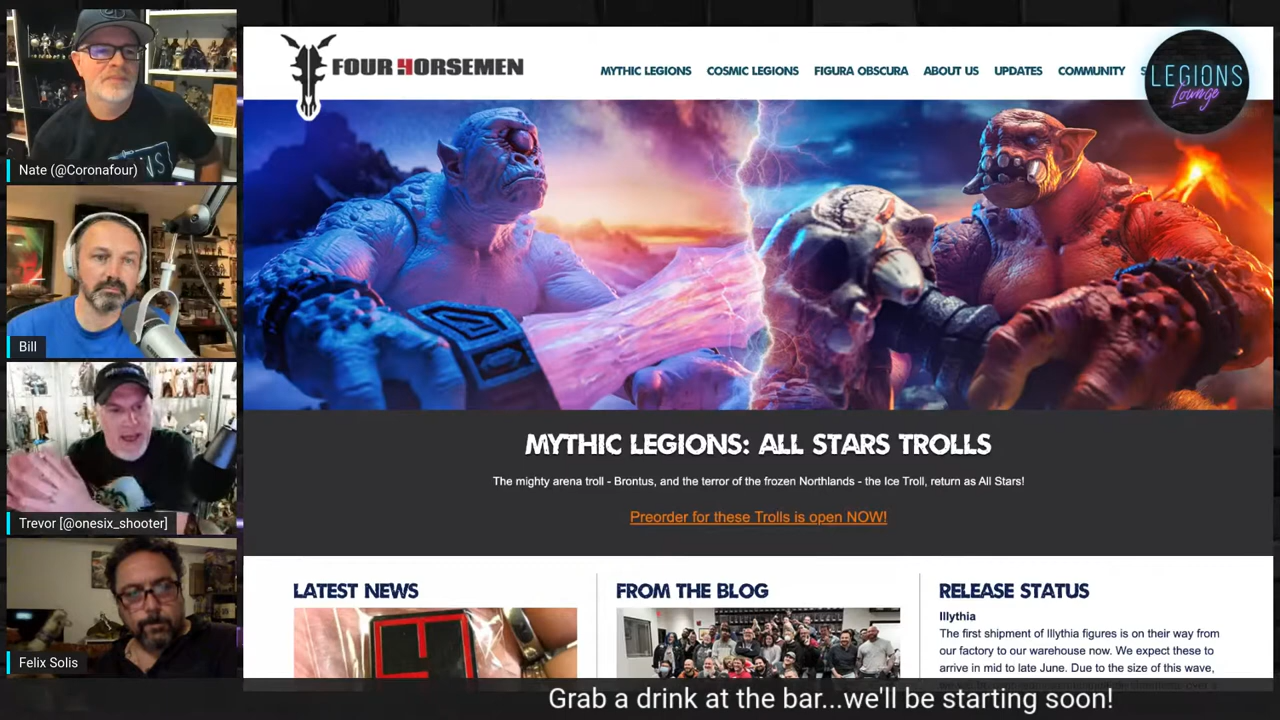 Nate (@Coronafour)
Bill
Trevor [@onesix_shooter]
Felix Solis
FOUR HORSEMEN
MYTHIC LEGIONS COSMIC LEGIONS FIGURA OBSCURA ABOUT US UPDATES COMMUNITY
LEGIONS
Lounge
MYTHIC LEGIONS: ALL STARS TROLLS
The mighty arena troll - Brontus, and the terror of the frozen Northlands - the Ice Troll, return as All Stars!
Preorder for these Trolls is open NOW!
LATEST NEWS
FROM THE BLOG
RELEASE STATUS
Illythia
The first shipment of Illythia figures is on their way from
our factory to our warehouse now. We expect these to
arrive in mid to late June. Due to the size of this wave,
Grab a drink at the bar...we'll be starting soon!